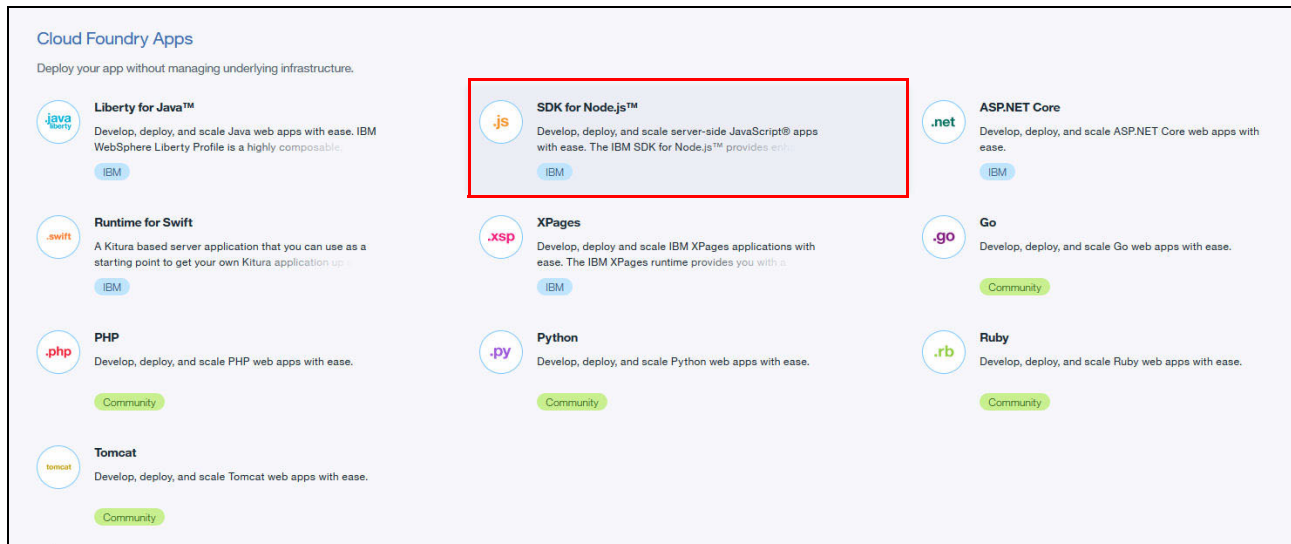 Cloud Foundry Apps
Deploy your app without managing underlying infrastructure.
.java
liberty
Liberty for Java™
Develop, deploy, and scale Java web apps with ease. IBM
WebSphere Liberty Profile is a highly composable,
IBM
.js
SDK for Node.js™
Develop, deploy, and scale server-side JavaScript® apps
with ease. The IBM SDK for Node.js™ provides enh
IBM
.net
ASP.NET Core
Develop, deploy, and scale ASP.NET Core web apps with
ease.
IBM
.swift
Runtime for Swift
A Kitura based server application that you can use as a
starting point to get your own Kitura application up
IBM
.xsp
XPages
Develop, deploy and scale IBM XPages applications with
ease. The IBM XPages runtime provides you with a
IBM
.go
Go
Develop, deploy, and scale Go web apps with ease.
Community
.php
PHP
Develop, deploy, and scale PHP web apps with ease.
Community
.py
Python
Develop, deploy, and scale Python web apps with ease.
Community
.rb
Ruby
Develop, deploy, and scale Ruby web apps with ease.
Community
tomcat
Tomcat
Develop, deploy, and scale Tomcat web apps with ease.
Community